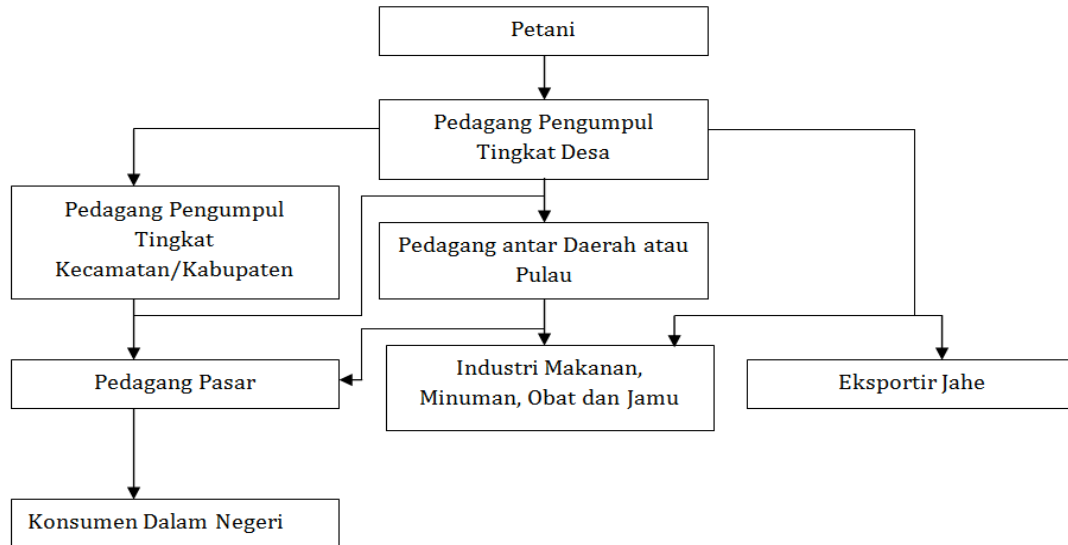 Petani
Pedagang Pengumpul
Tingkat Desa
Pedagang Pengumpul
Tingkat
Kecamatan/Kabupaten
Pedagang antar Daerah atau
Pulau
Pedagang Pasar
Industri Makanan,
Minuman, Obat dan Jamu
Eksportir Jahe
Konsumen Dalam Negeri